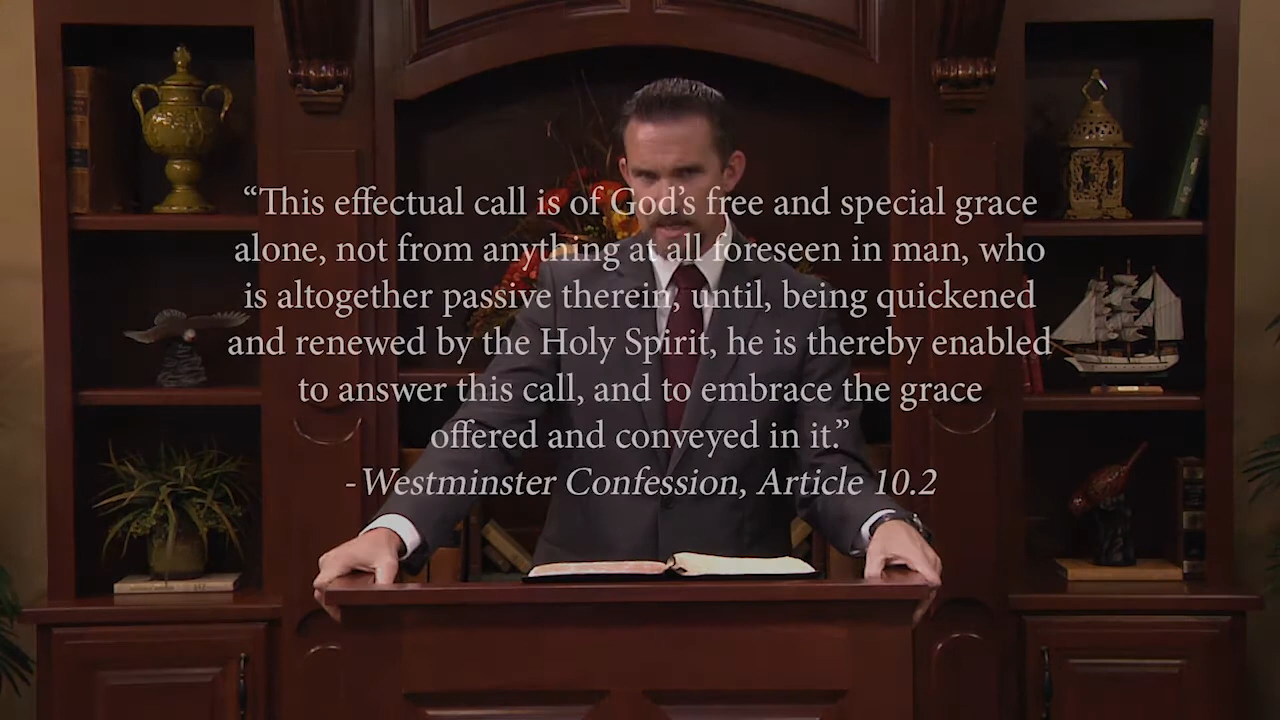 “This effectual call is of God’s free and special grace
alone, not from anything at all foreseen in man, who
is altogether passive therein, until, being quickened
and renewed by the Holy Spirit, he is thereby enabled
to answer this call, and to embrace the grace
offered and conveyed in it.”
-Westminster Confession, Article 10.2